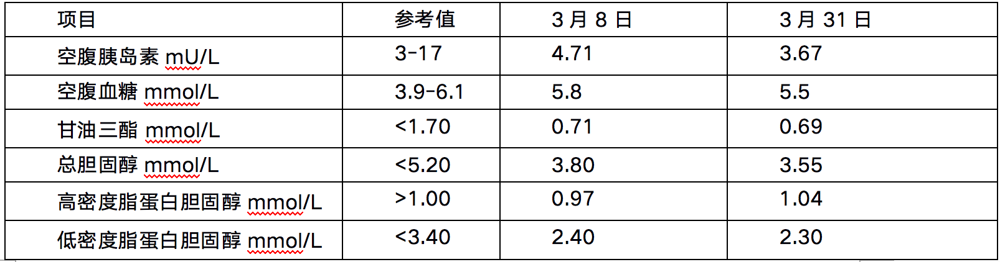 项目 参考值 3月8日 3月31日
空腹胰岛素 mU/L 3-17 4.71 3.67
空腹血糖 mmol/L 3.9-6.1 5.8 5.5
甘油三酯 mmol/L <1.70 0.71 0.69
总胆固醇 mmol/L <5.20 3.80 3.55
高密度脂蛋白胆固醇 mmol/L >1.00 0.97 1.04
低密度脂蛋白胆固醇 mmol/L <3.40 2.40 2.30